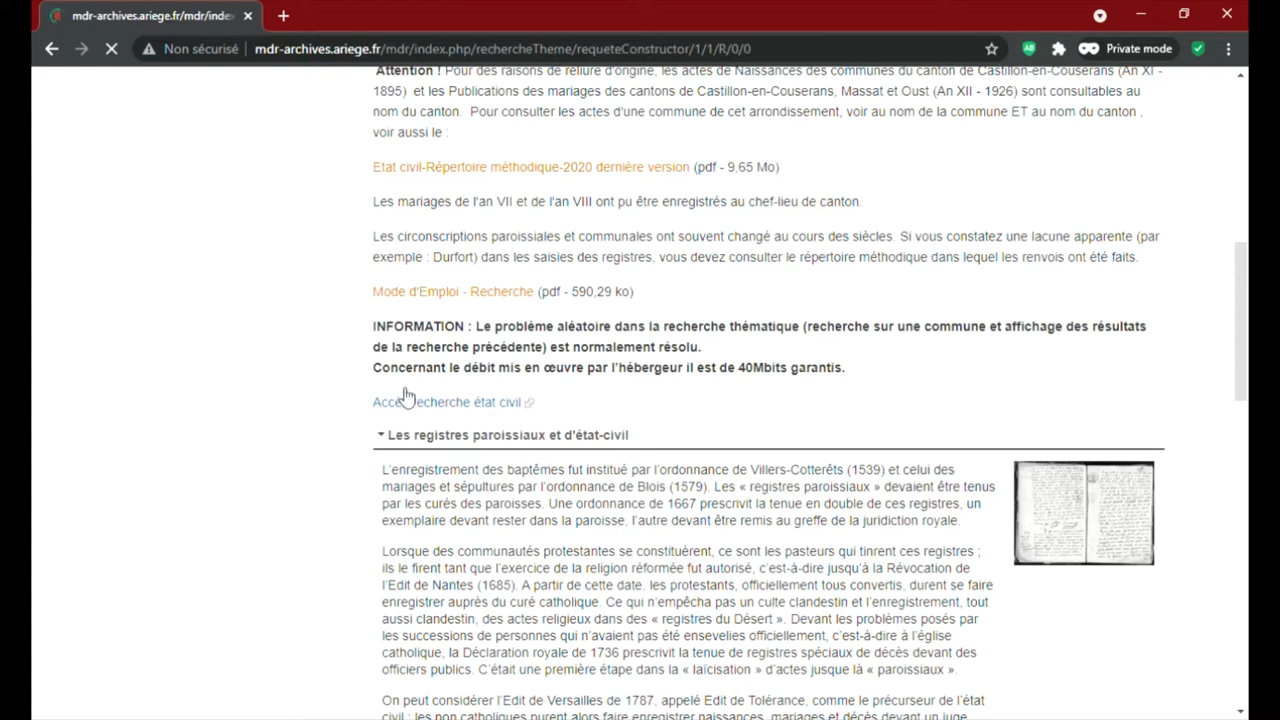 mdr-archives.ariege.fr/mdr/inde
Non sécurisé mdr-archives.ariege.fr/mdr/index.php/rechercheTheme/requeteConstructor/1/1/R/0/0 Private mode
Attention ! Pour des raisons de reliure d'origine, les actes de Naissances des communes du canton de Castillon-en-Couserans (An XI -
1895) et les Publications des mariages des cantons de Castillon-en-Couserans, Massat et Oust (An XII - 1926) sont consultables au
nom du canton. Pour consulter les actes d'une commune de cet arrondissement, voir au nom de la commune ET au nom du canton ,
voir aussi le :
Etat civil-Répertoire méthodique-2020 dernière version (pdf - 9,65 Mo)
Les mariages de l'an VII et de l'an VIII ont pu être enregistrés au chef-lieu de canton.
Les circonscriptions paroissiales et communales ont souvent changé au cours des siècles. Si vous constatez une lacune apparente (par
exemple : Durfort) dans les saisies des registres, vous devez consulter le répertoire méthodique dans lequel les renvois ont été faits.
Mode d'Emploi - Recherche (pdf - 590,29 ko)
INFORMATION : Le problème aléatoire dans la recherche thématique (recherche sur une commune et affichage des résultats
de la recherche précédente) est normalement résolu.
Concernant le débit mis en œuvre par l'hébergeur il est de 40Mbits garantis.
recherche état civil
Les registres paroissiaux et d'état-civil
L'enregistrement des baptêmes fut institué par l'ordonnance de Villers-Cotterêts (1539) et celui des
mariages et sépultures par l'ordonnance de Blois (1579). Les « registres paroissiaux » devaient être tenus
par les curés des paroisses. Une ordonnance de 1667 prescrivit la tenue en double de ces registres, un
exemplaire devant rester dans la paroisse, l'autre devant être remis au greffe de la juridiction royale.
Lorsque des communautés protestantes se constituèrent, ce sont les pasteurs qui tinrent ces registres ;
ils le firent tant que l'exercice de la religion réformée fut autorisé, c'est-à-dire jusqu'à la Révocation de
l'Edit de Nantes (1685). A partir de cette date, les protestants, officiellement tous convertis, durent se faire
enregistrer auprès du curé catholique. Ce qui n'empêcha pas un culte clandestin et l'enregistrement, tout
aussi clandestin, des actes religieux dans des « registres du Désert ». Devant les problèmes posés par
les successions de personnes qui n'avaient pas été ensevelies officiellement, c'est-à-dire à l'église
catholique, la Déclaration royale de 1736 prescrivit la tenue de registres spéciaux de décès devant des
officiers publics. C'était une première étape dans la « laïcisation » d'actes jusque là « paroissiaux ».
On peut considérer l'Edit de Versailles de 1787, appelé Edit de Tolérance, comme le précurseur de l'état
civil : les non catholiques purent alors faire enregistrer naissances, mariages et décès devant un juge